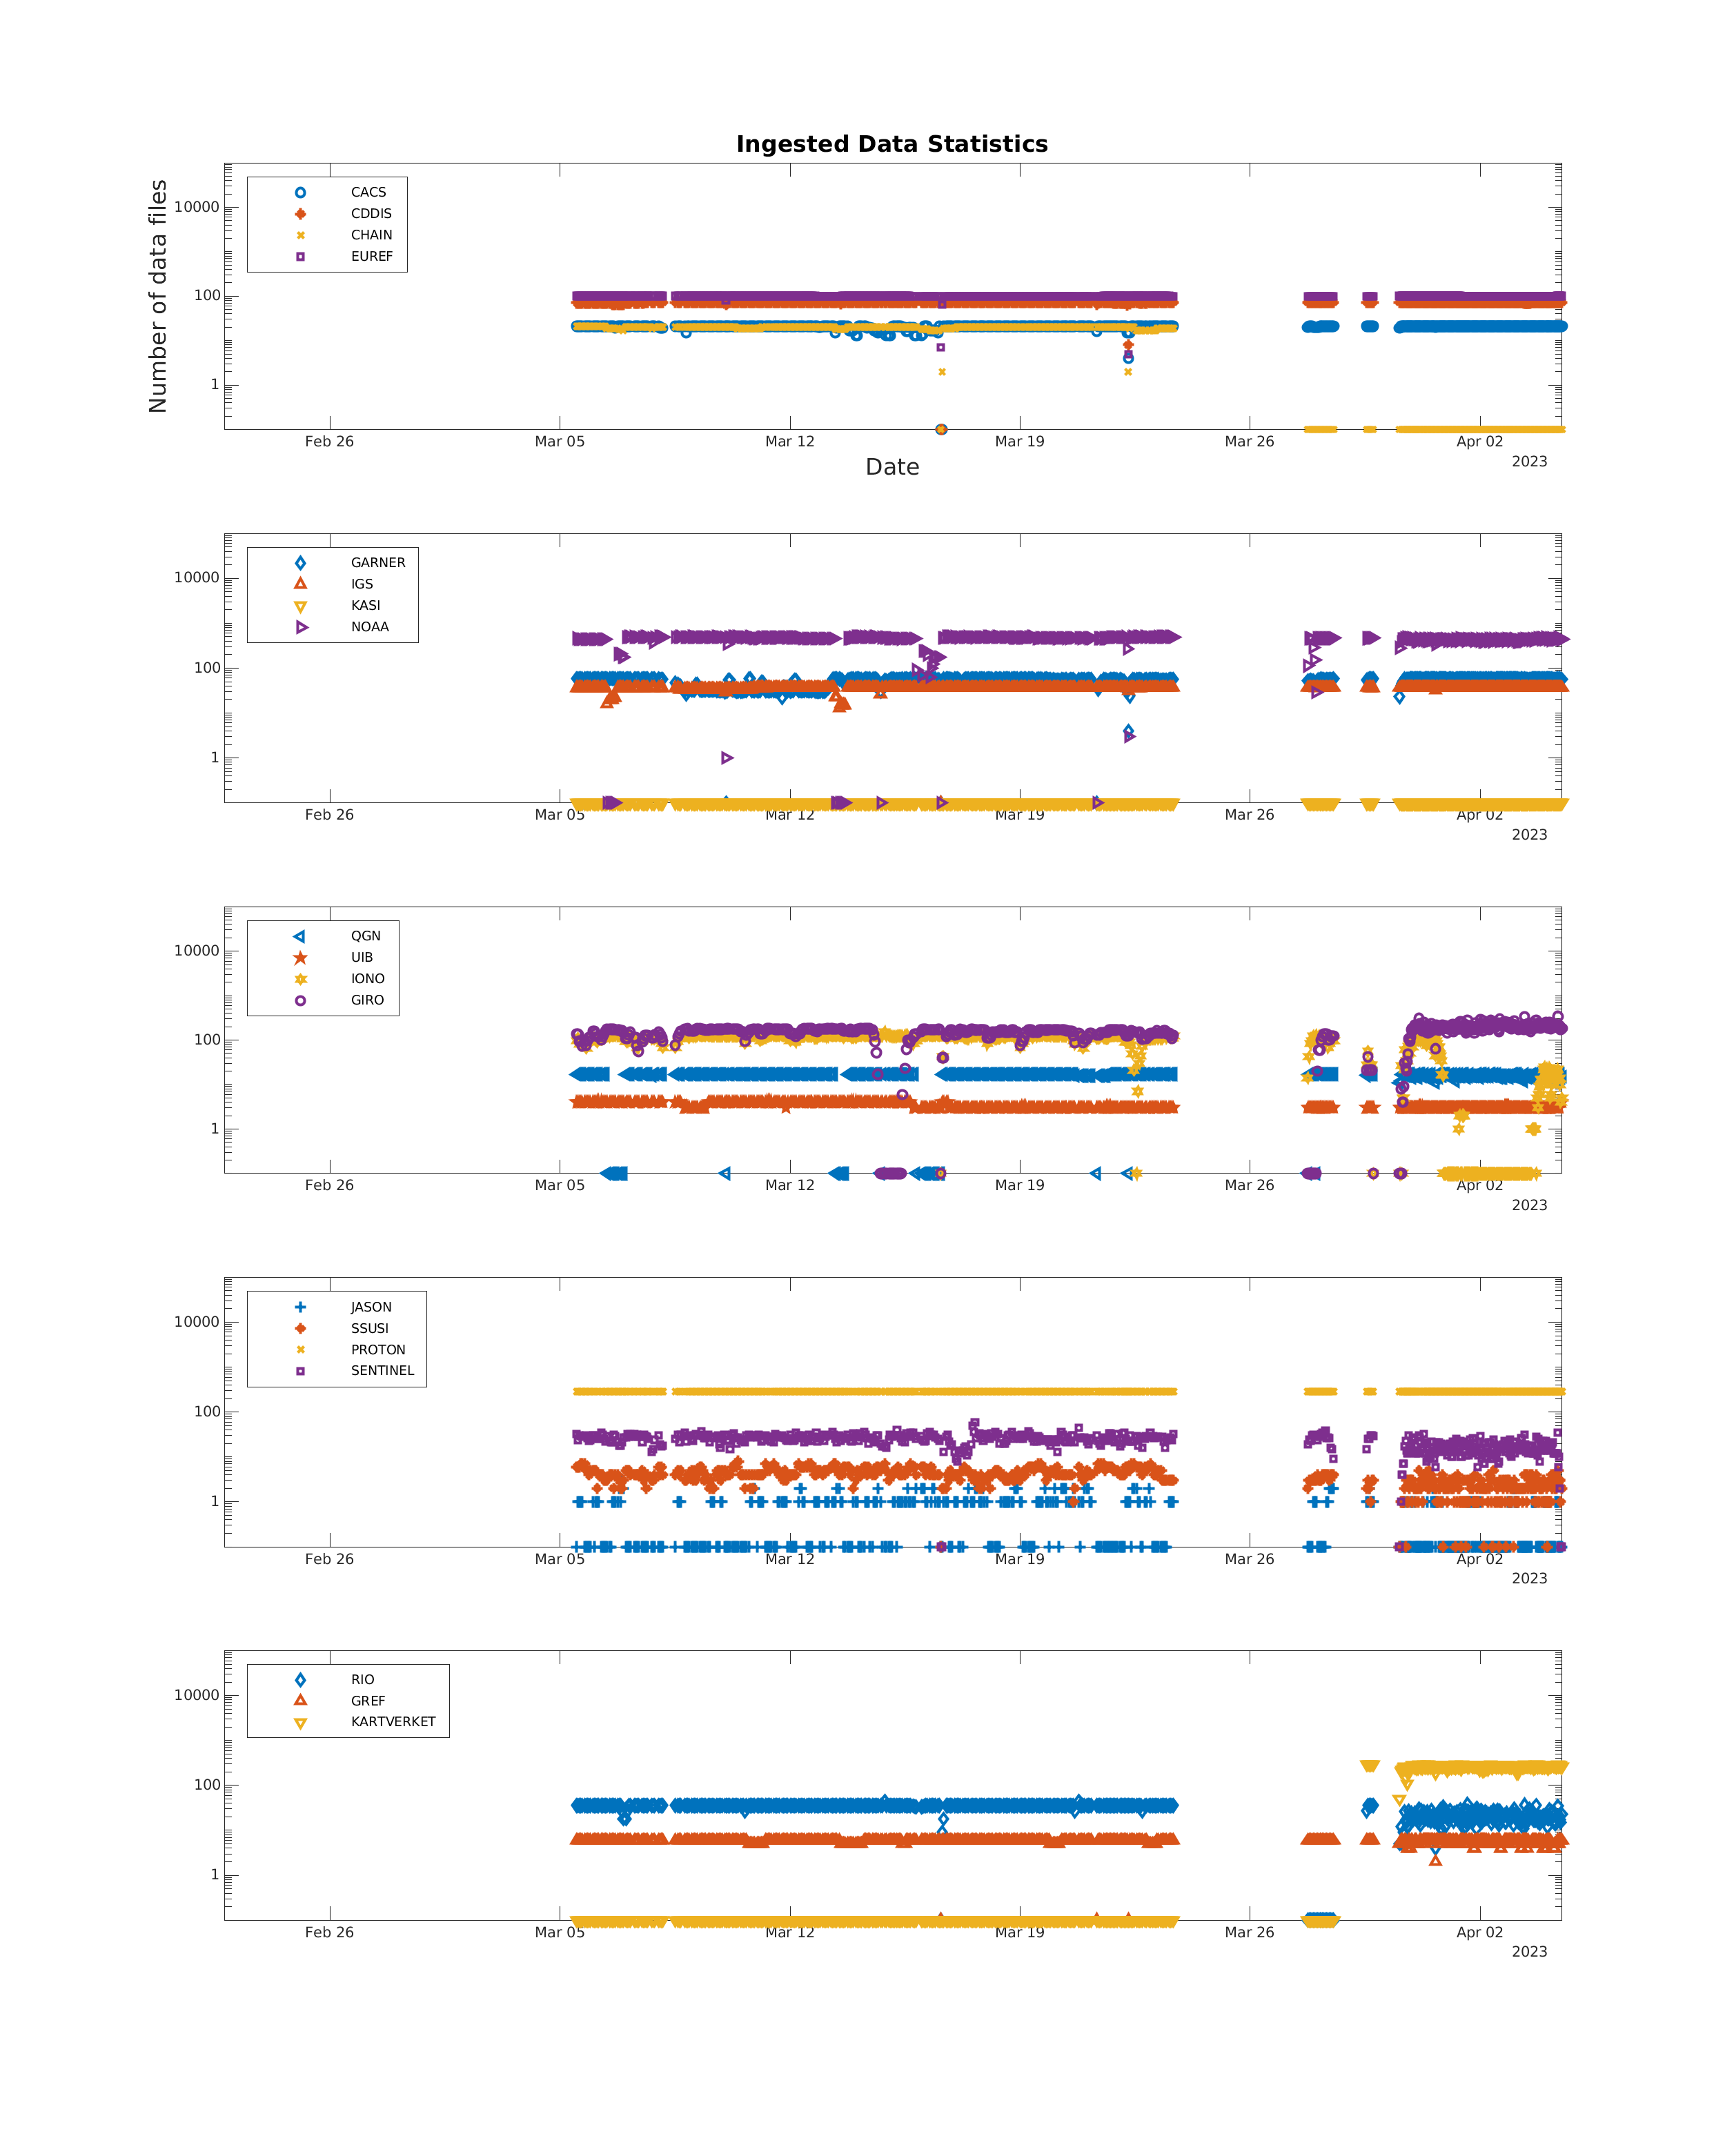 Ingested Data Statistics
Number of data files
CACS
CDDIS
CHAIN
EUREF
10000
100
1
Feb 26 Mar 05 Mar 12 Mar 19 Mar 26 Apr 02
2023
Date
GARNER
IGS
KASI
NOAA
10000
100
1
Feb 26 Mar 05 Mar 12 Mar 19 Mar 26 Apr 02
2023
QGN
UIB
IONO
GIRO
10000
100
1
Feb 26 Mar 05 Mar 12 Mar 19 Mar 26 Apr 02
2023
JASON
SSUSI
PROTON
SENTINEL
10000
100
1
Feb 26 Mar 05 Mar 12 Mar 19 Mar 26 Apr 02
2023
RIO
GREF
KARTVERKET
10000
100
1
Feb 26 Mar 05 Mar 12 Mar 19 Mar 26 Apr 02
2023